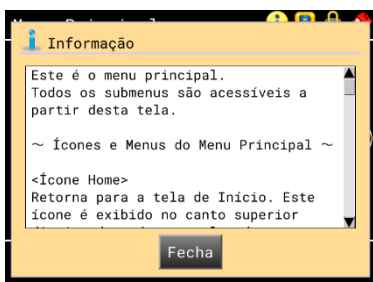 Informação
Este é o menu principal.
Todos os submenus são acessíveis a
partir desta tela.
～ Ícones e Menus do Menu Principal ～
<Ícone Home>
Retorna para a tela de Início. Este
ícone é exibido no canto superior
Fecha